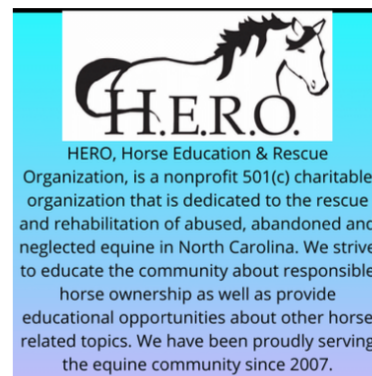 H.E.R.O.
HERO, Horse Education & Rescue
Organization, is a nonprofit 501(c) charitable
organization that is dedicated to the rescue
and rehabilitation of abused, abandoned and
neglected equine in North Carolina. We strive
to educate the community about responsible
horse ownership as well as provide
educational opportunities about other horse
related topics. We have been proudly serving
the equine community since 2007.